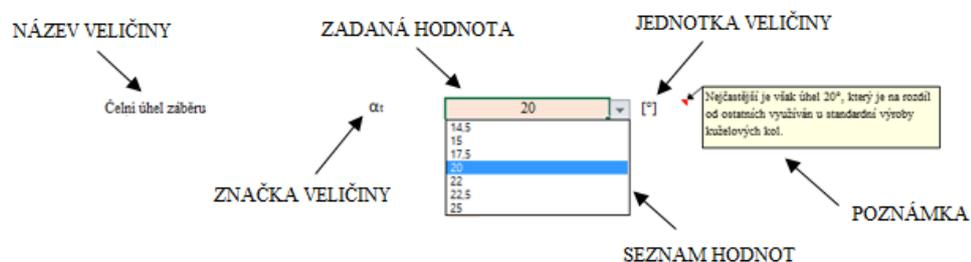 NÁZEV VELIČINY
ZADANÁ HODNOTA
JEDNOTKA VELIČINY
Čelní úhel záběru
αt
20
[°]
Nejčastější je však úhel 20°, který je na rozdíl
od ostatních využíván u standardní výroby
kuželových kol.
14,5
15
17,5
20
22
22,5
25
ZNAČKA VELIČINY
POZNÁMKA
SEZNAM HODNOT